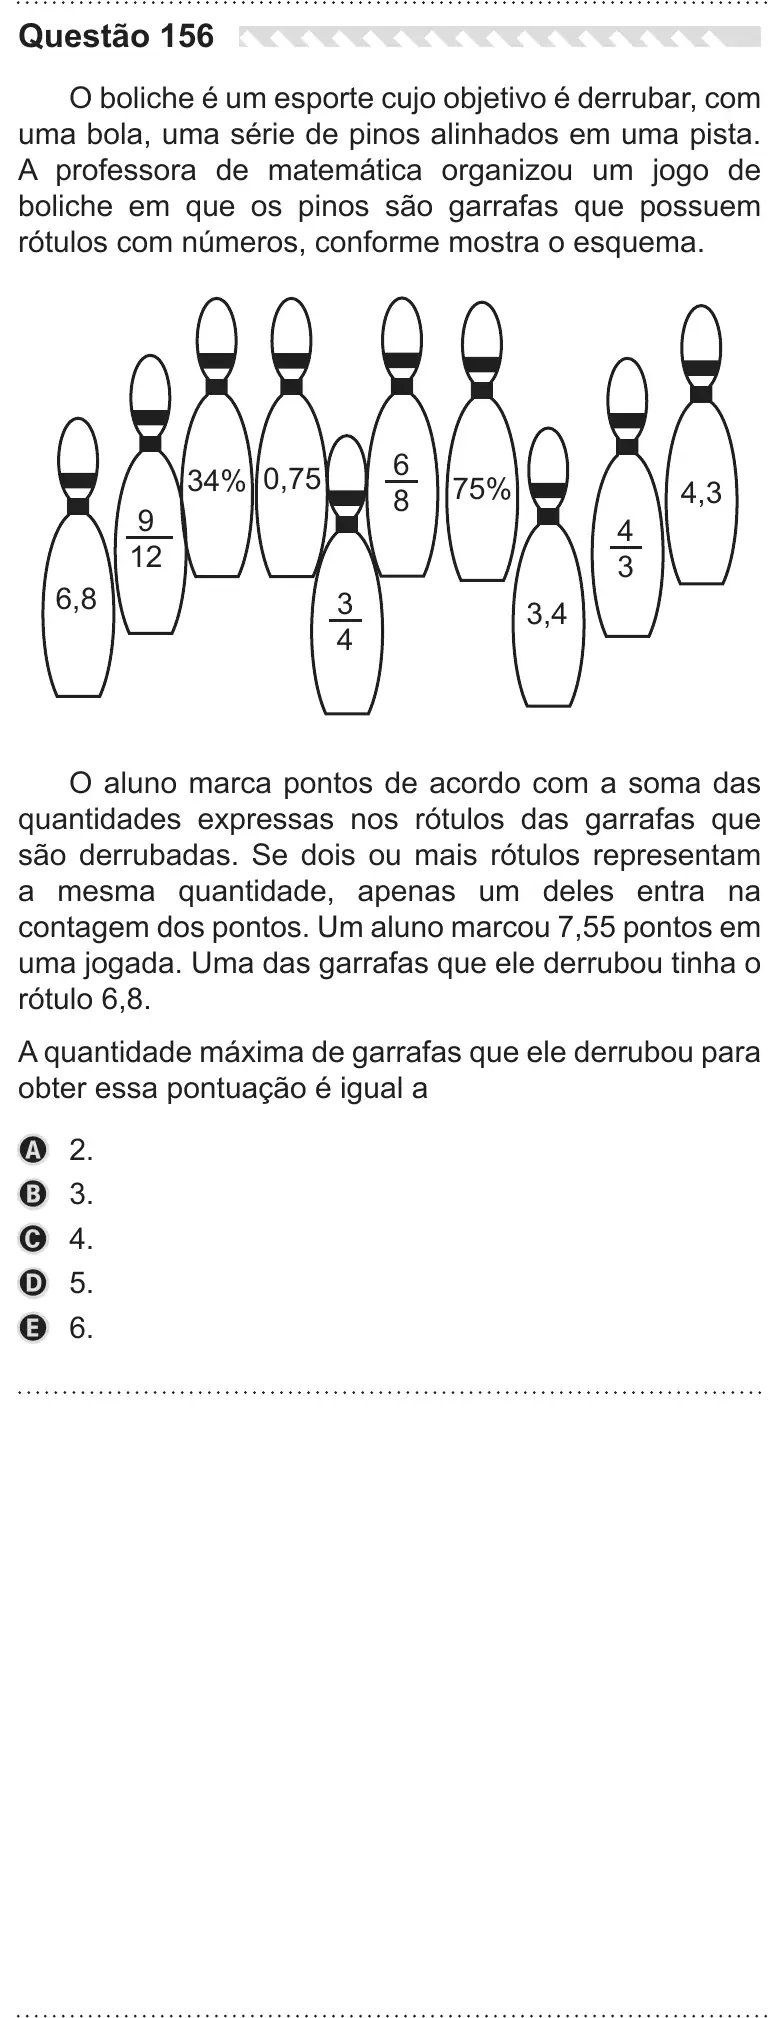 Questão 156
O boliche é um esporte cujo objetivo é derrubar, com
uma bola, uma série de pinos alinhados em uma pista.
A professora de matemática organizou um jogo de
boliche em que os pinos são garrafas que possuem
rótulos com números, conforme mostra o esquema.
6,8
9
12
34%
0,75
3
4
6
8
75%
3,4
4
3
4,3
O aluno marca pontos de acordo com a soma das
quantidades expressas nos rótulos das garrafas que
são derrubadas. Se dois ou mais rótulos representam
a mesma quantidade, apenas um deles entra na
contagem dos pontos. Um aluno marcou 7,55 pontos em
uma jogada. Uma das garrafas que ele derrubou tinha o
rótulo 6,8.
A quantidade máxima de garrafas que ele derrubou para
obter essa pontuação é igual a
A 2.
B 3.
C 4.
D 5.
E 6.